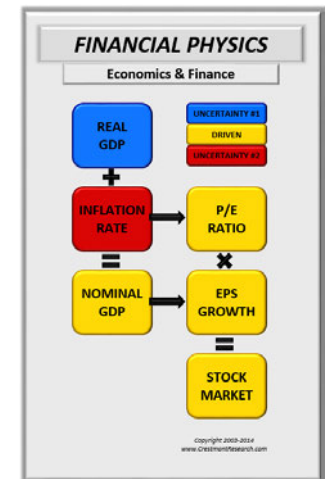 FINANCIAL PHYSICS
Economics & Finance
REAL
GDP
UNCERTAINTY #1
DRIVEN
UNCERTAINTY #2
+
INFLATION
RATE
P/E
RATIO
=
×
NOMINAL
GDP
EPS
GROWTH
=
STOCK
MARKET
Copyright 2003-2014
www.CrestmontResearch.com